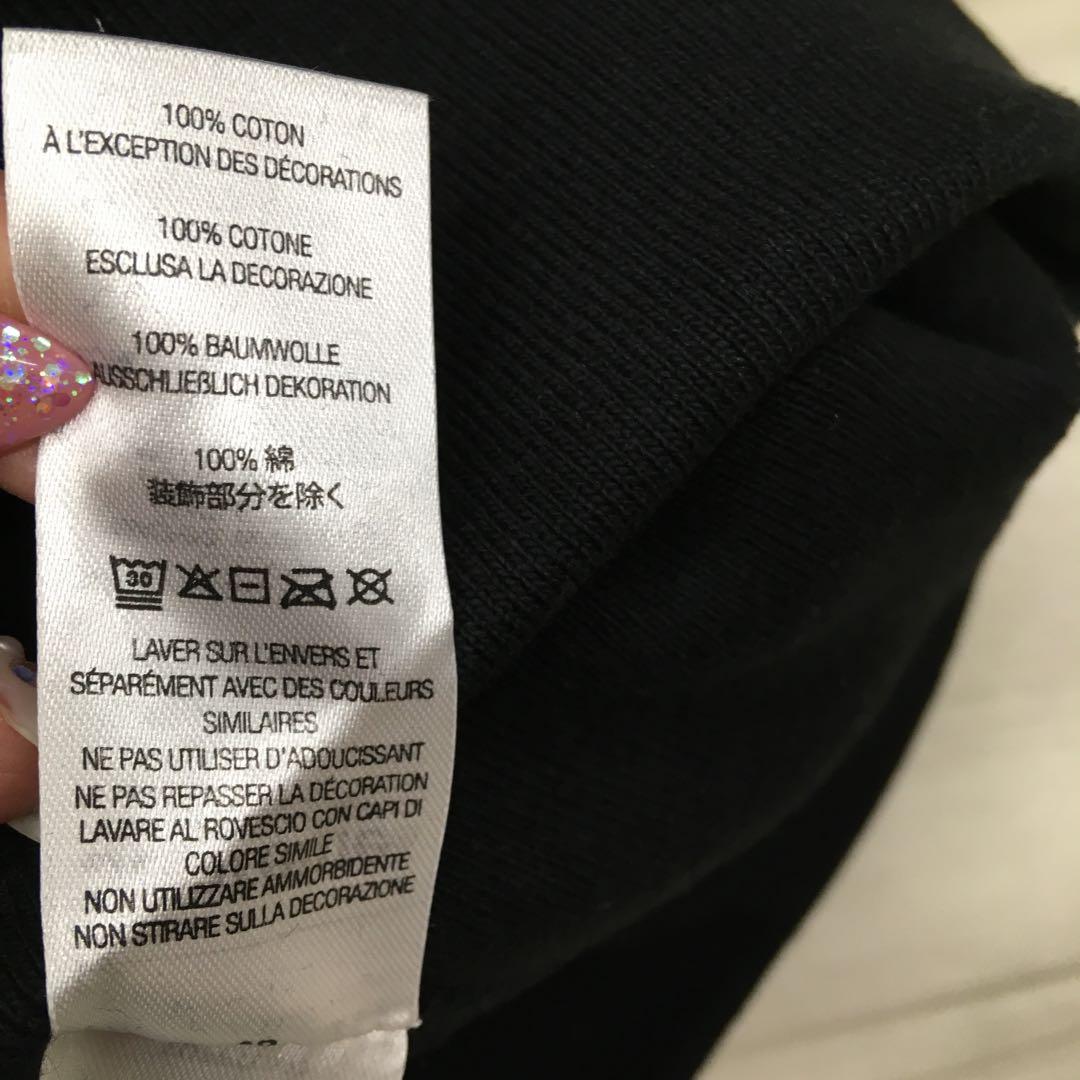 100% COTON
À L'EXCEPTION DES DÉCORATIONS
100% COTONE
ESCLUSA LA DECORAZIONE
100% BAUMWOLLE
AUSSCHLIEßLICH DEKORATION
100% 綿
装飾部分を除く
30
LAVER SUR L'ENVERS ET
SÉPARÉMENT AVEC DES COULEURS
SIMILAIRES
NE PAS UTILISER D'ADOUCISSANT
NE PAS REPASSER LA DÉCORATION
LAVARE AL ROVESCIO CON CAPI DI
COLORE SIMILE
NON UTILIZZARE AMMORBIDENTE
NON STIRARE SULLA DECORAZIONE